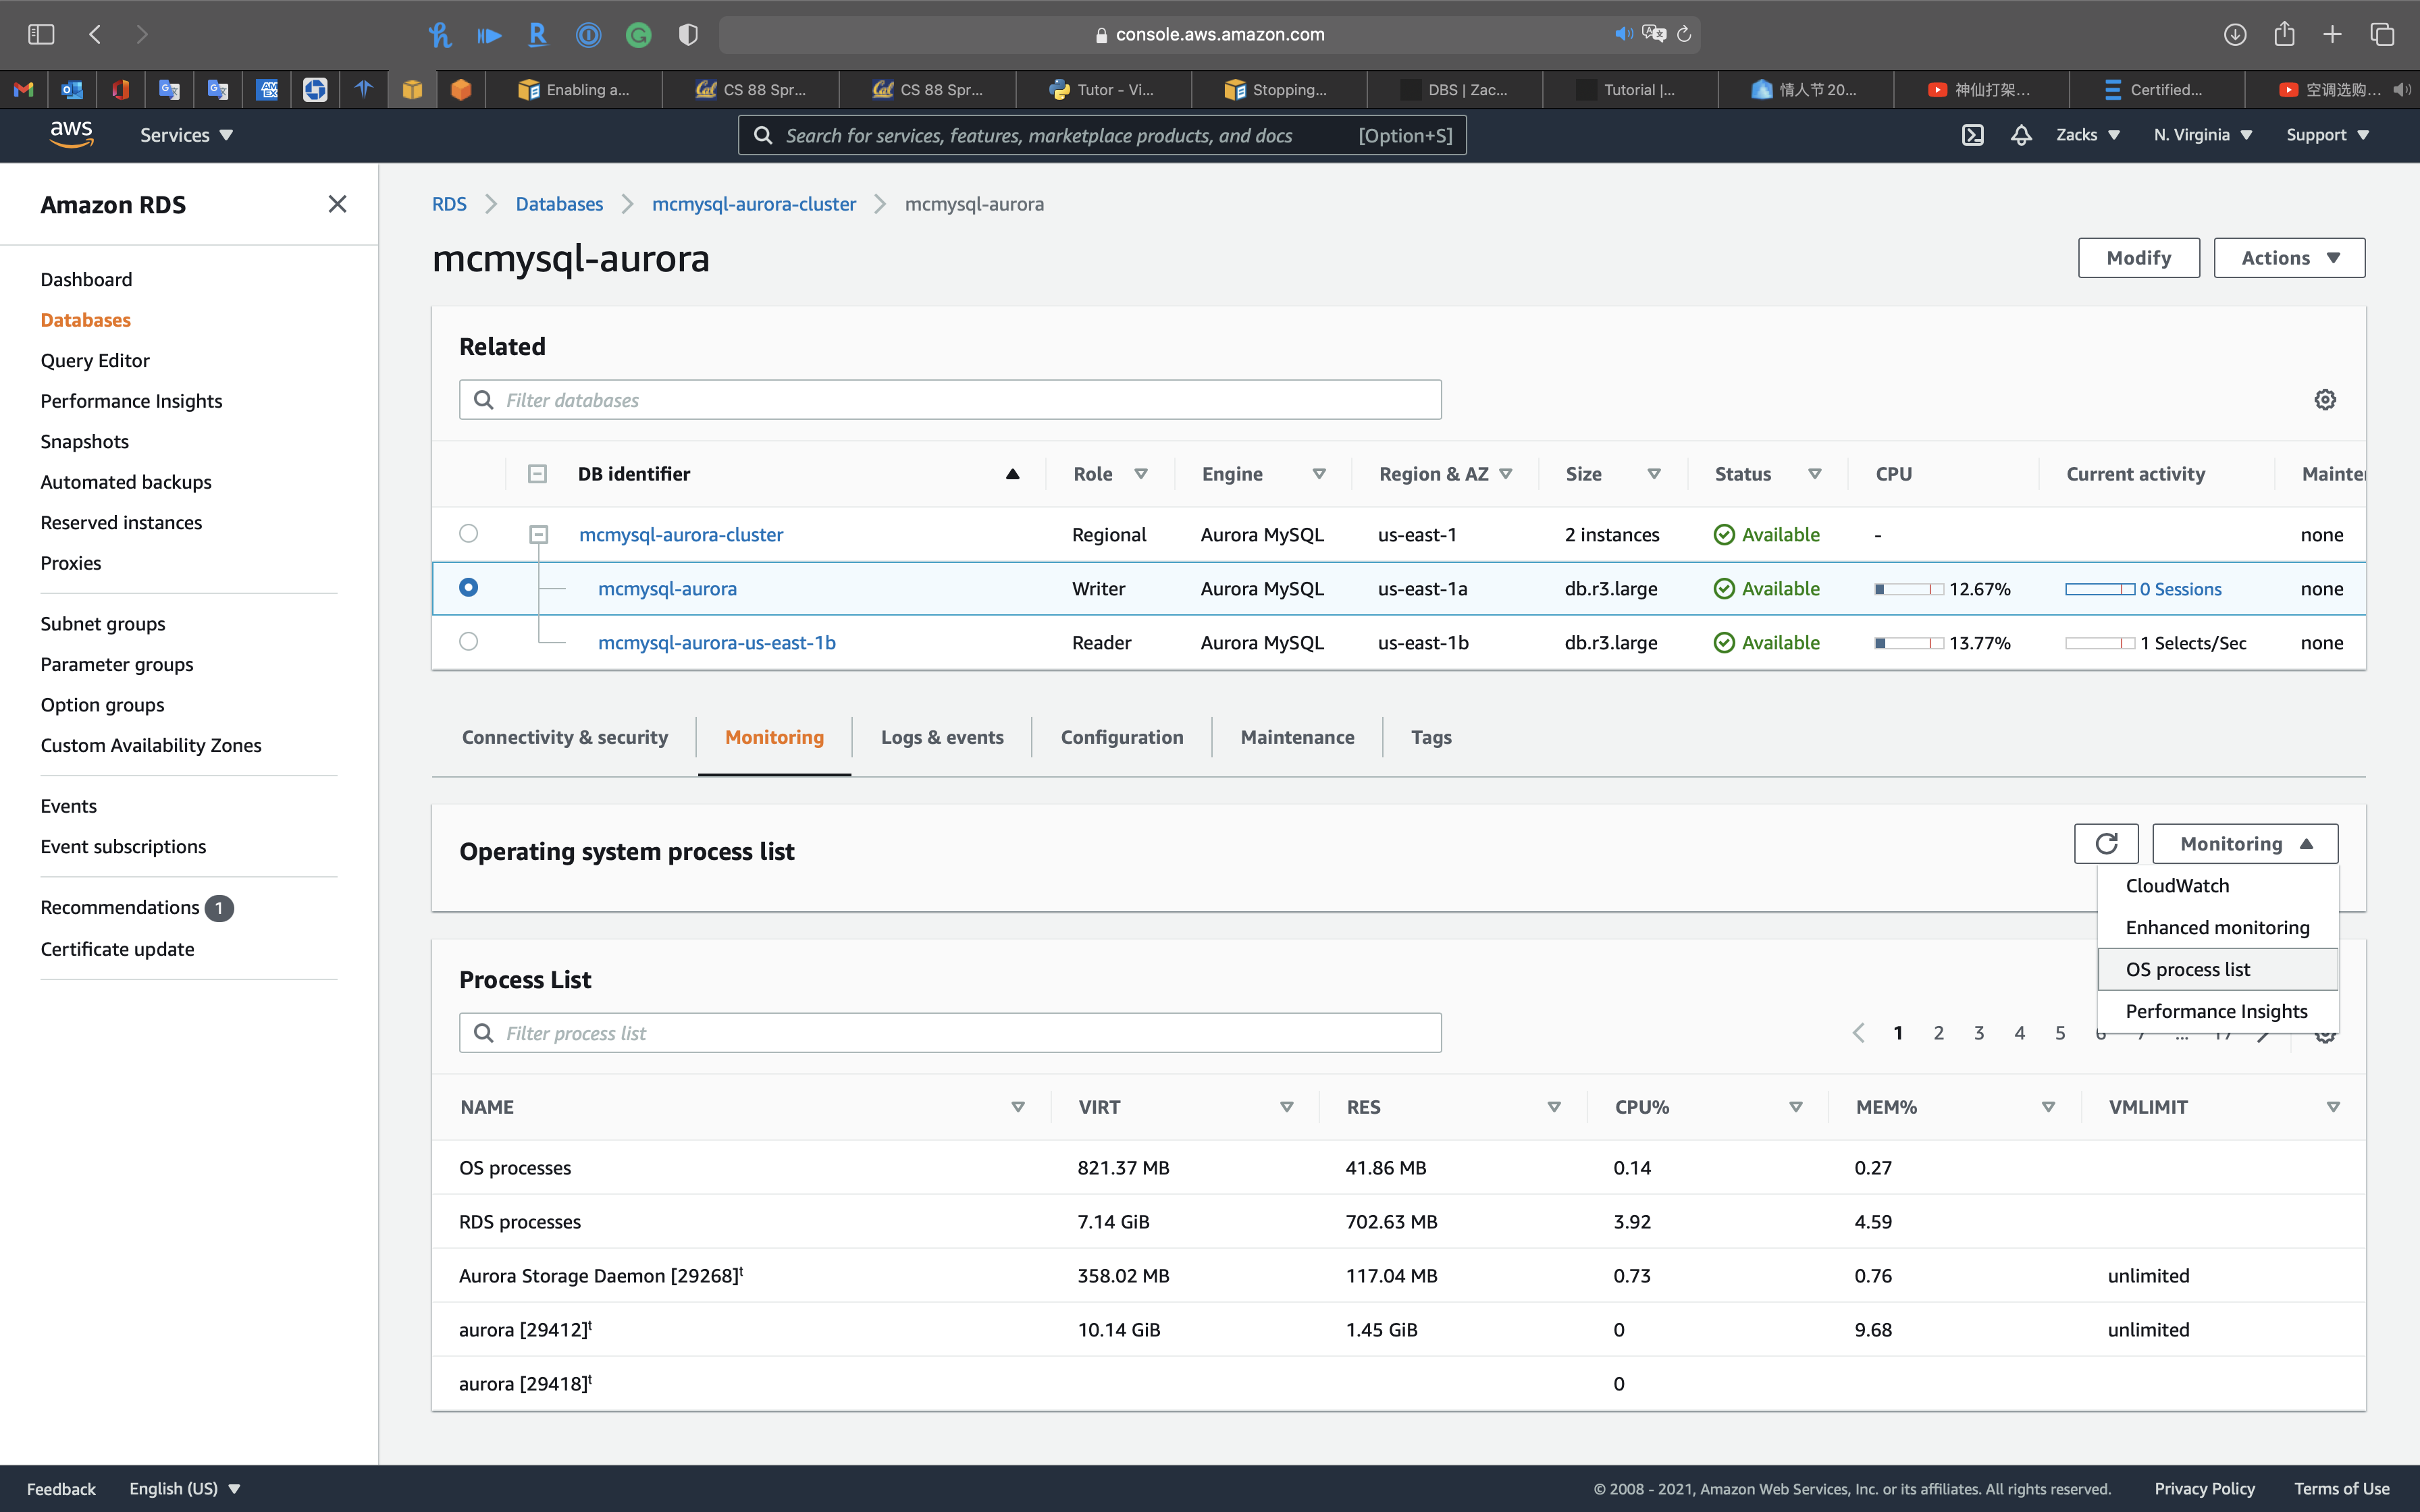 console.aws.amazon.com
Enabling a...
CS 88 Spr...
CS 88 Spr...
Tutor - Vi...
Stopping...
DBS | Zac...
Tutorial |...
情人节 20...
神仙打架...
Certified...
空调选购...
aws
Services
Search for services, features, marketplace products, and docs [Option+S]
Zacks
N. Virginia
Support
Amazon RDS
Dashboard
Databases
Query Editor
Performance Insights
Snapshots
Automated backups
Reserved instances
Proxies
Subnet groups
Parameter groups
Option groups
Custom Availability Zones
Events
Event subscriptions
Recommendations 1
Certificate update
RDS > Databases > mcmysql-aurora-cluster > mcmysql-aurora
mcmysql-aurora
Modify
Actions
Related
Filter databases
DB identifier Role Engine Region & AZ Size Status CPU Current activity Mainte
mcmysql-aurora-cluster Regional Aurora MySQL us-east-1 2 instances Available - none
mcmysql-aurora Writer Aurora MySQL us-east-1a db.r3.large Available 12.67% 0 Sessions none
mcmysql-aurora-us-east-1b Reader Aurora MySQL us-east-1b db.r3.large Available 13.77% 1 Selects/Sec none
Connectivity & security
Monitoring
Logs & events
Configuration
Maintenance
Tags
Operating system process list
Monitoring
CloudWatch
Enhanced monitoring
OS process list
Performance Insights
Process List
Filter process list
1 2 3 4 5 6 7 ... 17
NAME VIRT RES CPU% MEM% VMLIMIT
OS processes 821.37 MB 41.86 MB 0.14 0.27
RDS processes 7.14 GiB 702.63 MB 3.92 4.59
Aurora Storage Daemon [29268]t 358.02 MB 117.04 MB 0.73 0.76 unlimited
aurora [29412]t 10.14 GiB 1.45 GiB 0 9.68 unlimited
aurora [29418]t 0
Feedback
English (US)
© 2008 - 2021, Amazon Web Services, Inc. or its affiliates. All rights reserved.
Privacy Policy
Terms of Use